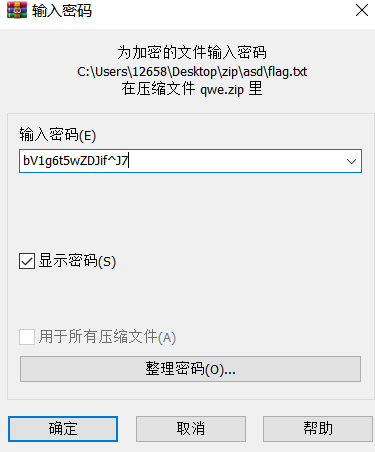 输入密码
为加密的文件输入密码
C:\Users\12658\Desktop\zip\asd\flag.txt
在压缩文件 qwe.zip 里
输入密码(E)
bV1g6t5wZDJif^J7
显示密码(S)
用于所有压缩文件(A)
整理密码(O)...
确定
取消
帮助